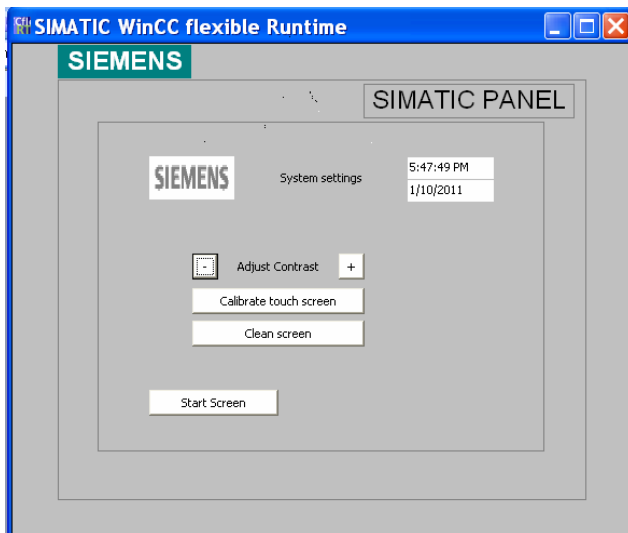 SIMATIC WinCC flexible Runtime
SIEMENS
SIMATIC PANEL
SIEMENS
System settings
5:47:49 PM
1/10/2011
- Adjust Contrast +
Calibrate touch screen
Clean screen
Start Screen